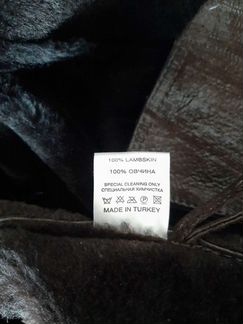 100% LAMBSKIN
100% ОВЧИНА
SPECIAL CLEANING ONLY
СПЕЦИАЛЬНАЯ ХИМЧИСТКА
MADE IN TURKEY